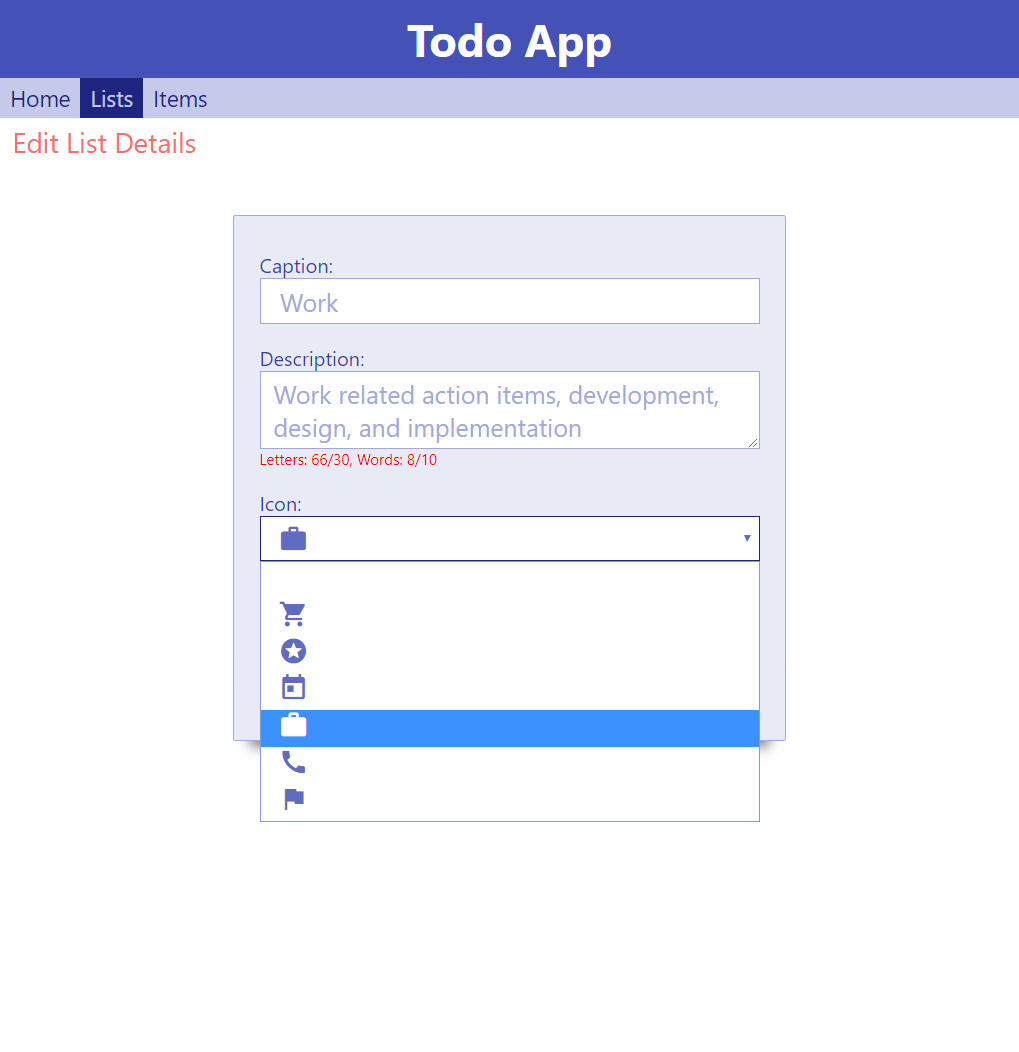 Todo App
Home Lists Items
Edit List Details
Caption:
Work
Description:
Work related action items, development,
design, and implementation
Letters: 66/30, Words: 8/10
Icon: